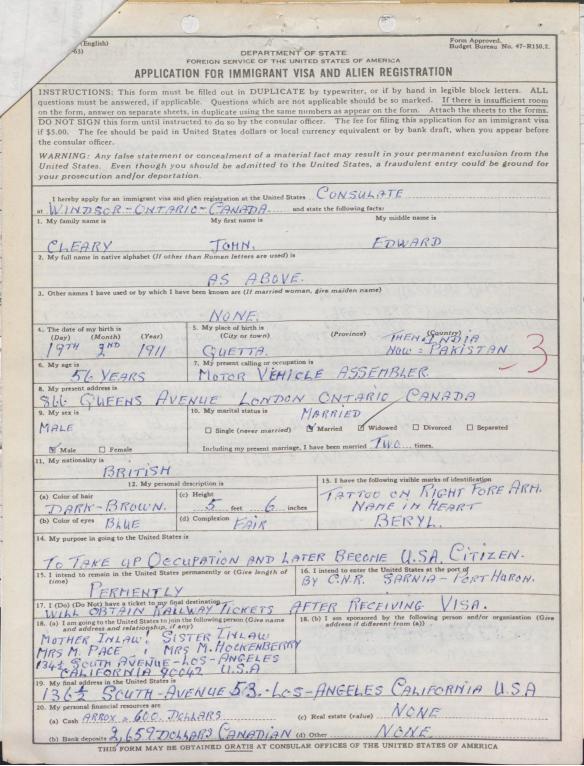 (English)
-63)
Form Approved.
Budget Bureau No. 47-R150.2.
DEPARTMENT OF STATE
FOREIGN SERVICE OF THE UNITED STATES OF AMERICA
APPLICATION FOR IMMIGRANT VISA AND ALIEN REGISTRATION
INSTRUCTIONS: This form must be filled out in DUPLICATE by typewriter, or if by hand in legible block letters. ALL
questions must be answered, if applicable. Questions which are not applicable should be so marked. If there is insufficient room
on the form, answer on separate sheets, in duplicate using the same numbers as appear on the form. Attach the sheets to the forms.
DO NOT SIGN this form until instructed to do so by the consular officer. The fee for filing this application for an immigrant visa
if $5.00. The fee should be paid in United States dollars or local currency equivalent or by bank draft, when you appear before
the consular officer.
WARNING: Any false statement or concealment of a material fact may result in your permanent exclusion from the
United States. Even though you should be admitted to the United States, a fraudulent entry could be ground for
your prosecution and/or deportation.
I hereby apply for an immigrant visa and alien registration at the United States CONSULATE
at WINDSOR-ONTARIO-CANADA and state the following facts:
1. My family name is My first name is My middle name is
CLEARY JOHN. EDWARD
2. My full name in native alphabet (If other than Roman letters are used) is
AS ABOVE.
3. Other names I have used or by which I have been known are (If married woman, give maiden name)
NONE.
4. The date of my birth is 5. My place of birth is
(Day) (Month) (Year) (City or town) (Province) (Country)
THEN: INDIA
19TH 2ND 1911 QUETTA. NOW: PAKISTAN
3
6. My age is 7. My present calling or occupation is
56 YEARS MOTOR VEHICLE ASSEMBLER
8. My present address is
866 QUEENS AVENUE LONDON ONTARIO CANADA
9. My sex is 10. My marital status is MARRIED
MALE Single (never married) Married Widowed Divorced Separated
Male Female Including my present marriage, I have been married TWO times.
11. My nationality is
BRITISH
12. My personal description is 13. I have the following visible marks of identification
(a) Color of hair (c) Height TATTOO ON RIGHT FORE ARM.
DARK-BROWN. 5 feet 6 inches NAME IN HEART
(b) Color of eyes BLUE (d) Complexion FAIR BERYL.
14. My purpose in going to the United States is
TO TAKE UP OCCUPATION AND LATER BECOME U.S.A. CITIZEN.
15. I intend to remain in the United States permanently or (Give length of time) 16. I intend to enter the United States at the port of
PERMENTLY BY C.N.R. SARNIA-PORT HURON.
17. I (Do) (Do Not) have a ticket to my final destination
WILL OBTAIN RAILWAY TICKETS AFTER RECEIVING VISA.
18. (a) I am going to the United States to join the following person (Give name and address and relationship, if any) 18. (b) I am sponsored by the following person and/or organization (Give address if different from (a))
MOTHER INLAW: SISTER INLAW
MRS M. PACE : MRS M. HOCKENBERRY
134½ SOUTH AVENUE-LOS-ANGELES
CALIFORNIA 90042 U.S.A
19. My final address in the United States is
136½ SOUTH-AVENUE 53.-LOS-ANGELES CALIFORNIA U.S.A
20. My personal financial resources are
(a) Cash ARROX = 600. DOLLARS (c) Real estate (value) NONE
(b) Bank deposits 2,659 DOLLARS CANADIAN (d) Other NONE.
THIS FORM MAY BE OBTAINED GRATIS AT CONSULAR OFFICES OF THE UNITED STATES OF AMERICA